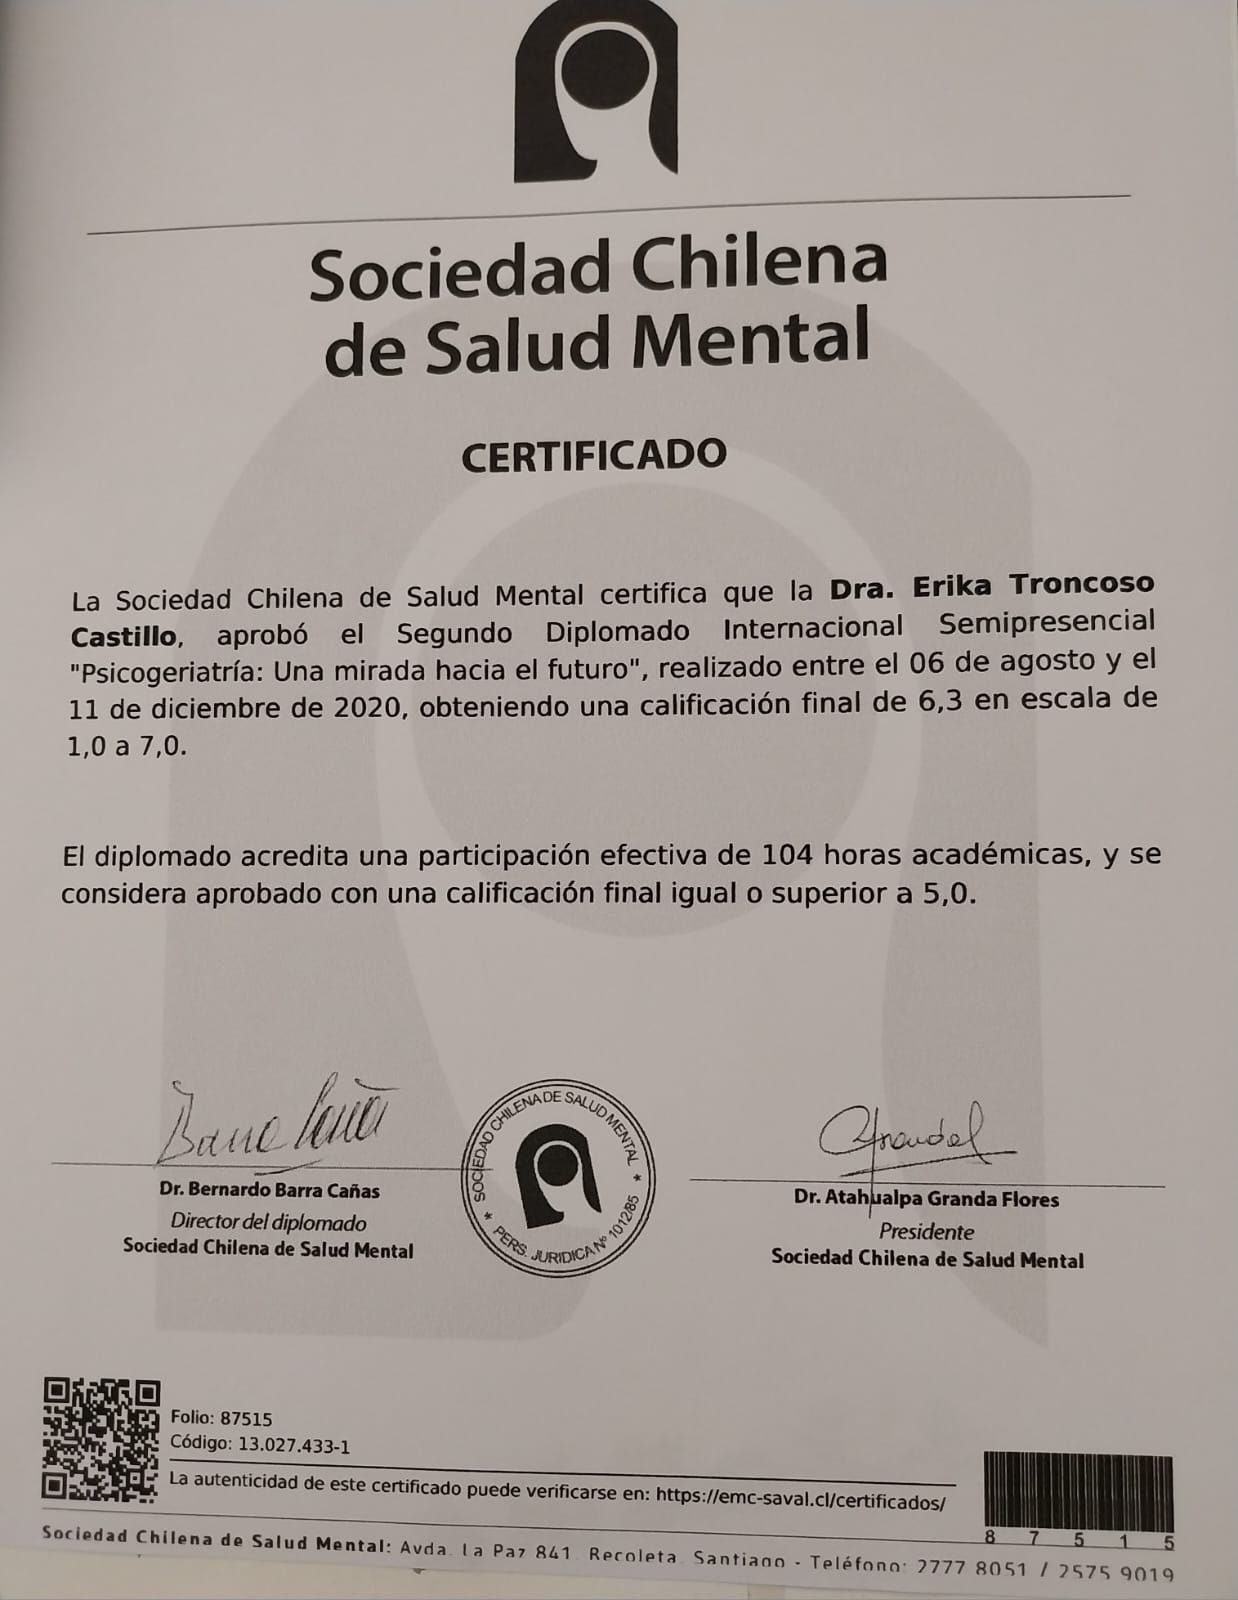 Sociedad Chilena
de Salud Mental
CERTIFICADO
La Sociedad Chilena de Salud Mental certifica que la Dra. Erika Troncoso
Castillo, aprobó el Segundo Diplomado Internacional Semipresencial
"Psicogeriatría: Una mirada hacia el futuro", realizado entre el 06 de agosto y el
11 de diciembre de 2020, obteniendo una calificación final de 6,3 en escala de
1,0 a 7,0.
El diplomado acredita una participación efectiva de 104 horas académicas, y se
considera aprobado con una calificación final igual o superior a 5,0.
Dr. Bernardo Barra Cañas
Director del diplomado
Sociedad Chilena de Salud Mental
SOCIEDAD CHILENA DE SALUD MENTAL
* PERS. JURIDICA Nº 1012/85 *
Dr. Atahualpa Granda Flores
Presidente
Sociedad Chilena de Salud Mental
Folio: 87515
Código: 13.027.433-1
La autenticidad de este certificado puede verificarse en: https://emc-saval.cl/certificados/
8 7 5 1 5
Sociedad Chilena de Salud Mental: Avda. La Paz 841. Recoleta. Santiago - Teléfono: 2777 8051 / 2575 9019